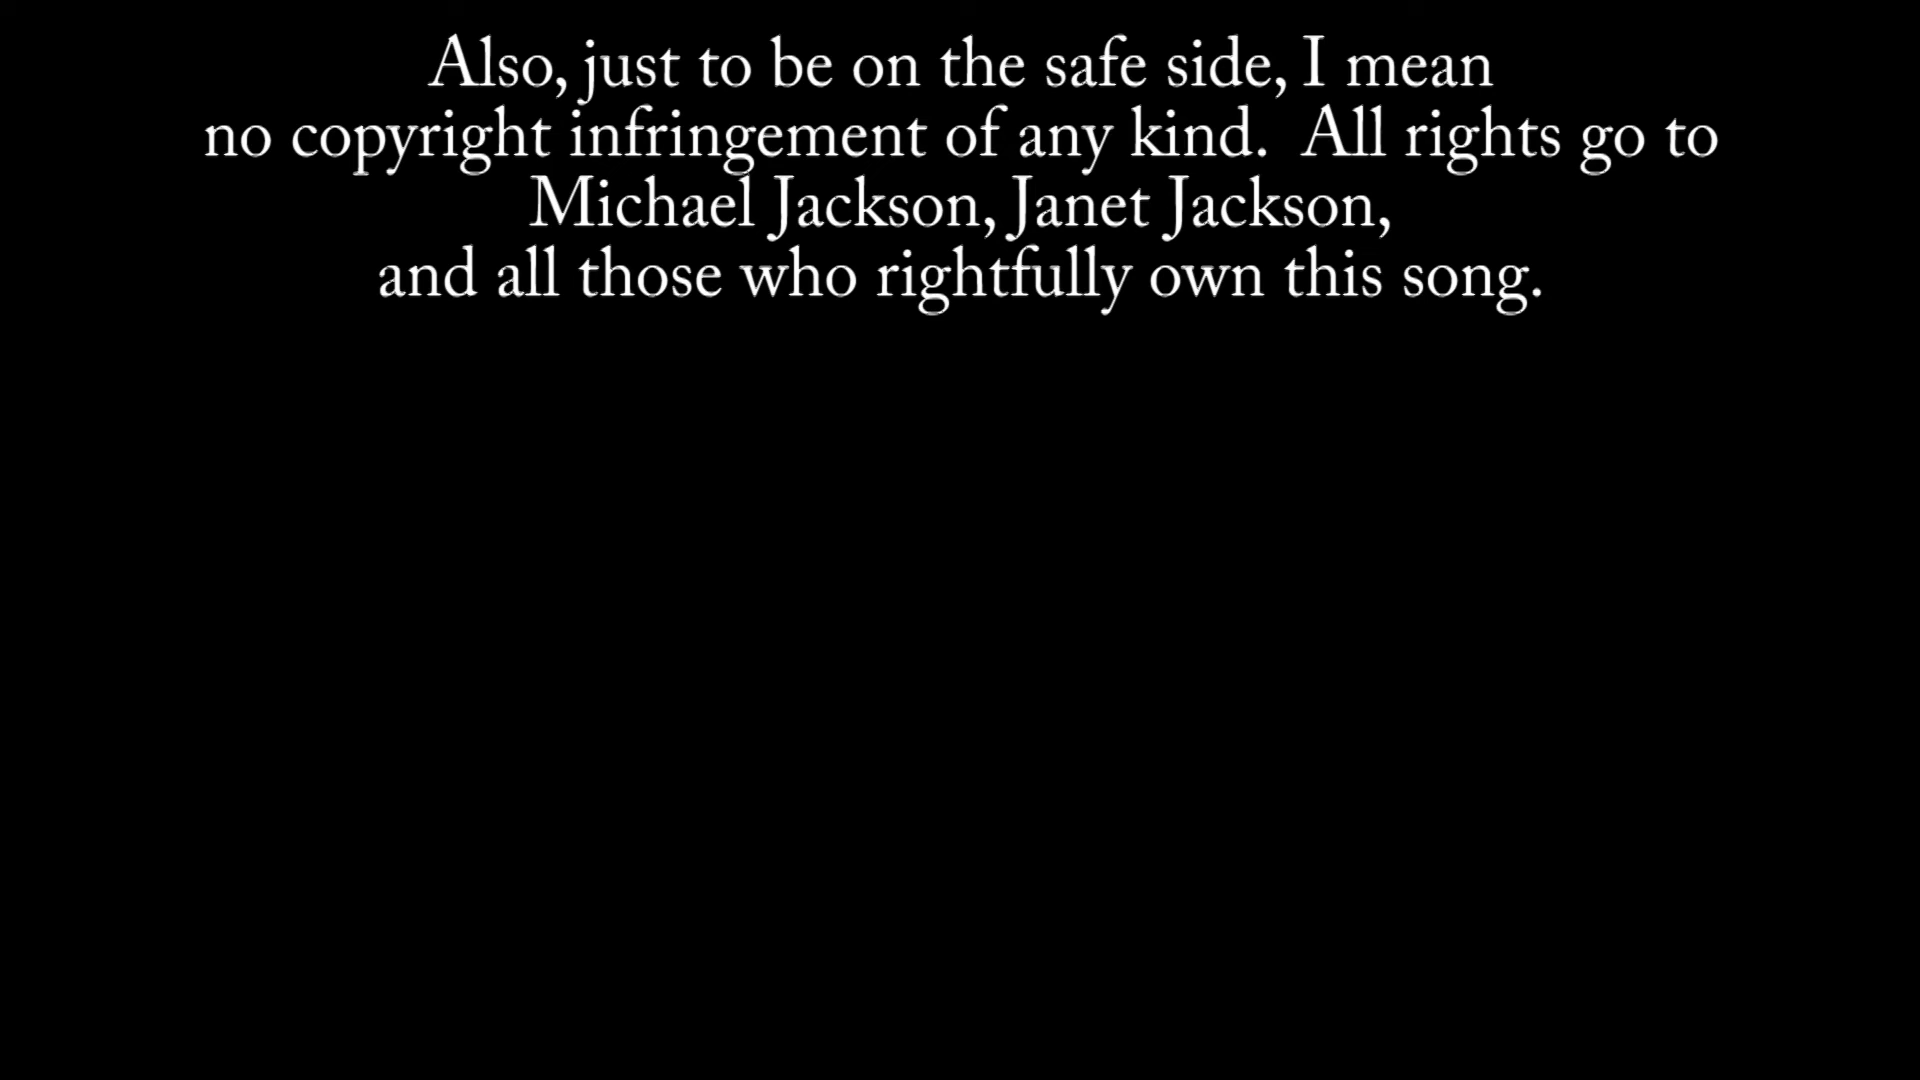 Also, just to be on the safe side, I mean
no copyright infringement of any kind.  All rights go to
Michael Jackson, Janet Jackson,
and all those who rightfully own this song.